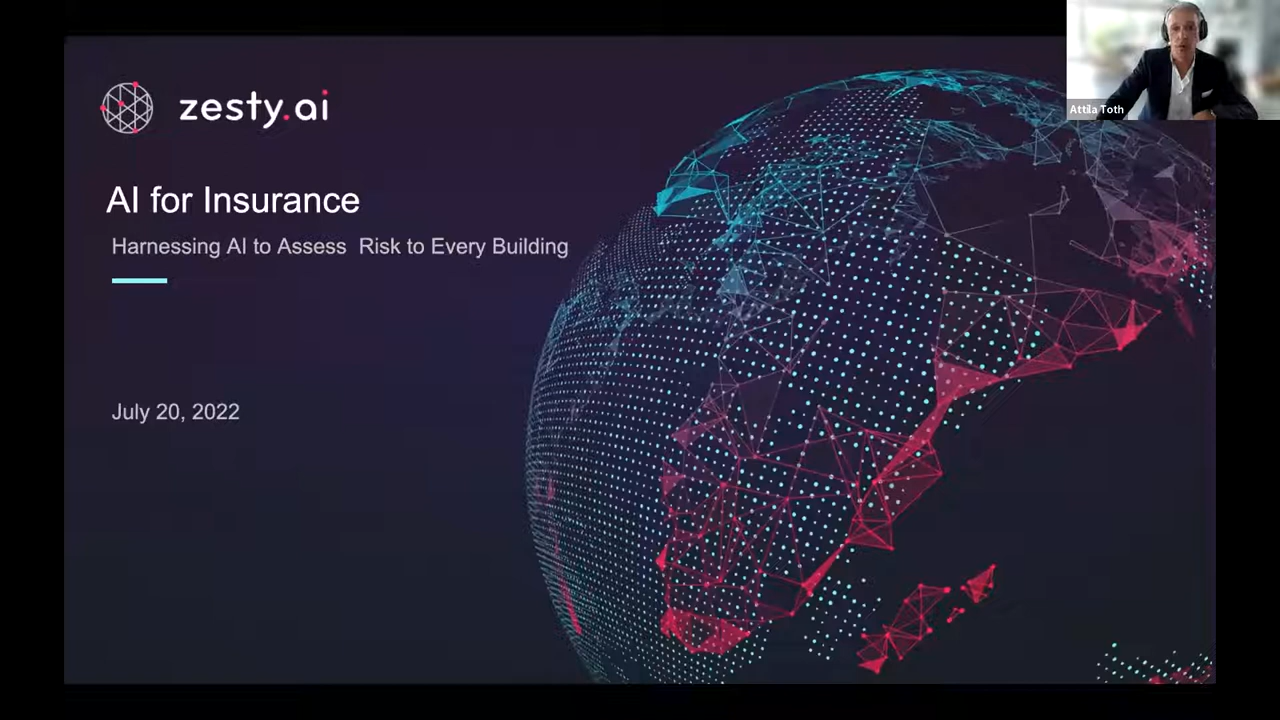 zesty.ai
Attila Toth
AI for Insurance
Harnessing AI to Assess  Risk to Every Building
July 20, 2022